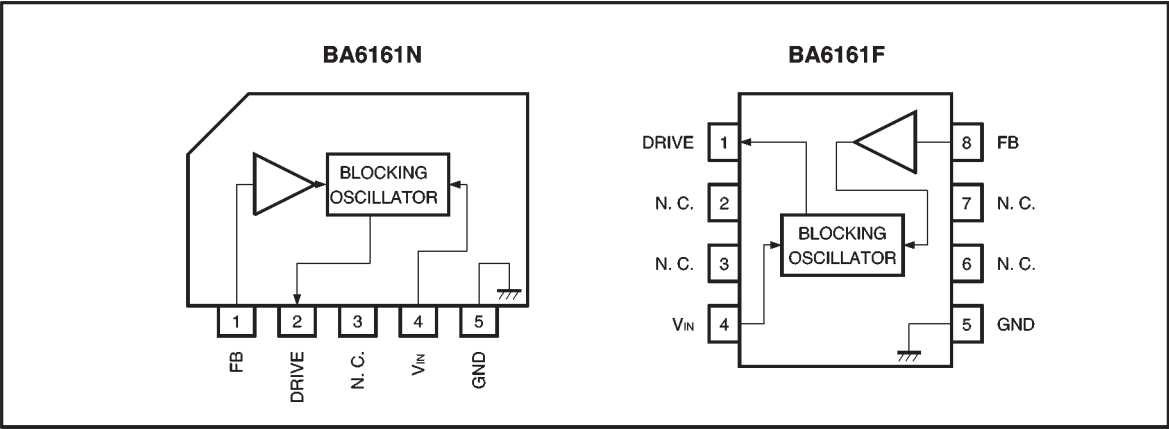 BA6161N
BLOCKING
OSCILLATOR
1
2
3
4
5
FB
DRIVE
N. C.
VIN
GND
BA6161F
DRIVE 1
8 FB
N. C. 2
7 N. C.
BLOCKING
OSCILLATOR
N. C. 3
6 N. C.
VIN 4
5 GND